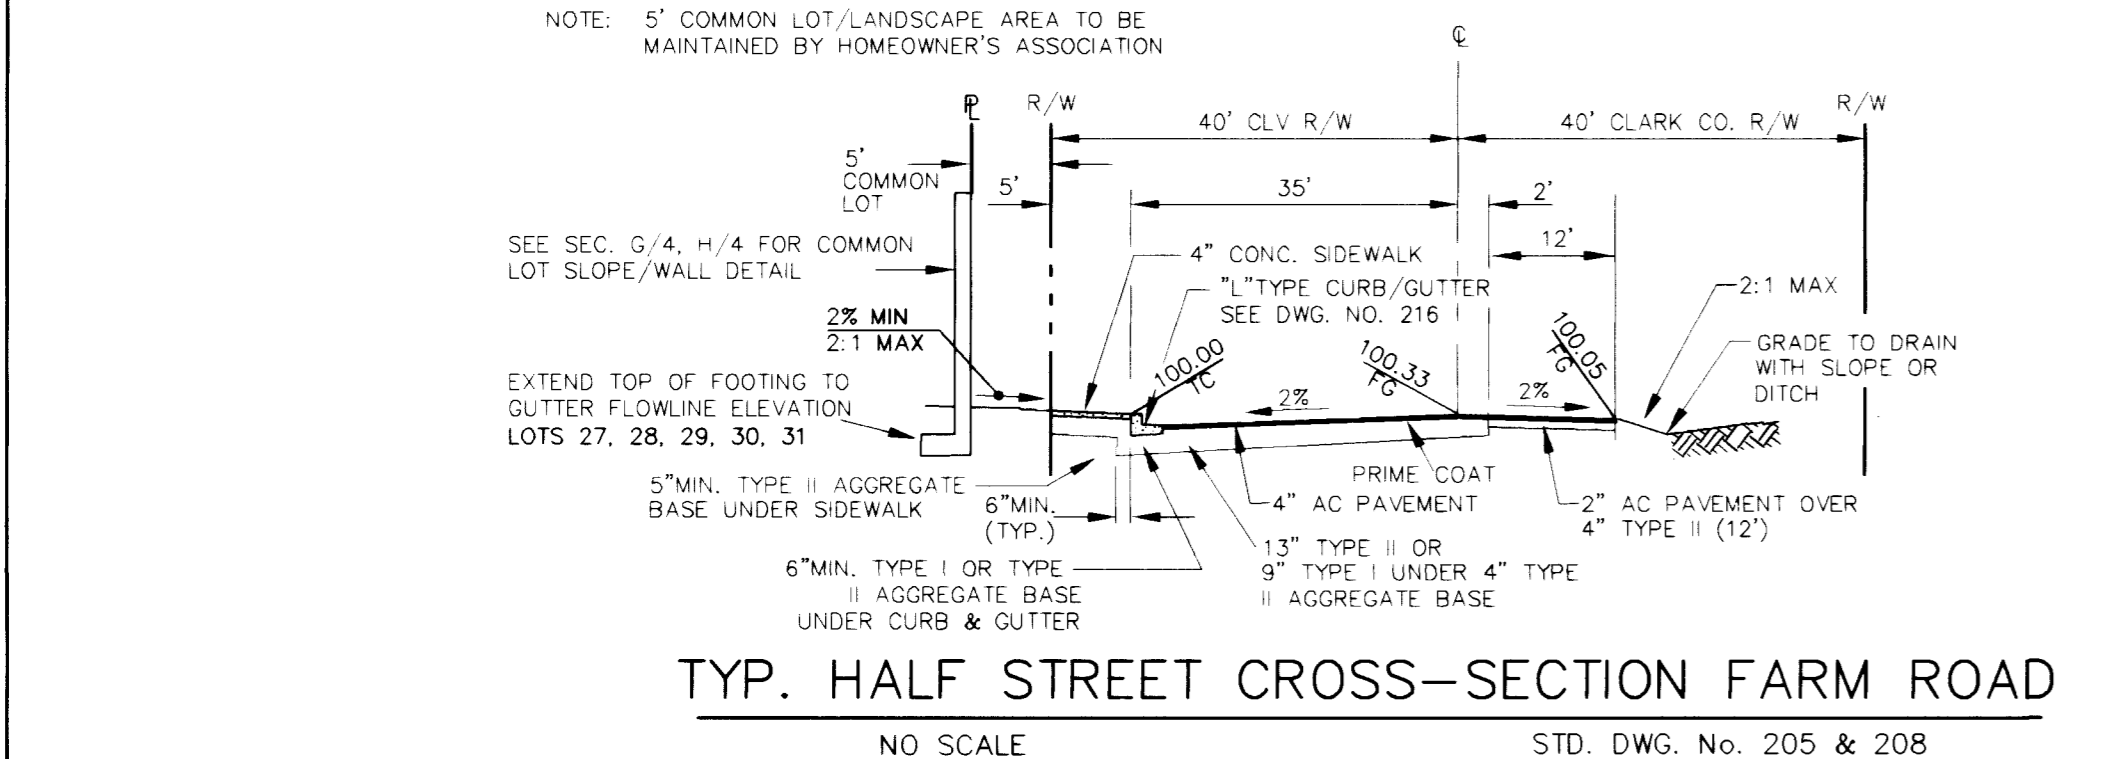 NOTE: 5' COMMON LOT/LANDSCAPE AREA TO BE
MAINTAINED BY HOMEOWNER'S ASSOCIATION
℄
PL
R/W
R/W
40' CLV R/W
40' CLARK CO. R/W
5'
COMMON
LOT
5'
35'
2'
12'
SEE SEC. G/4, H/4 FOR COMMON
LOT SLOPE/WALL DETAIL
4" CONC. SIDEWALK
"L"TYPE CURB/GUTTER
SEE DWG. NO. 216
2:1 MAX
2% MIN
2:1 MAX
100.00
TC
100.33
FG
100.05
FG
GRADE TO DRAIN
WITH SLOPE OR
DITCH
2%
2%
EXTEND TOP OF FOOTING TO
GUTTER FLOWLINE ELEVATION
LOTS 27, 28, 29, 30, 31
5"MIN. TYPE II AGGREGATE
BASE UNDER SIDEWALK
6"MIN.
(TYP.)
PRIME COAT
4" AC PAVEMENT
2" AC PAVEMENT OVER
4" TYPE II (12')
6"MIN. TYPE I OR TYPE
II AGGREGATE BASE
UNDER CURB & GUTTER
13" TYPE II OR
9" TYPE I UNDER 4" TYPE
II AGGREGATE BASE
TYP. HALF STREET CROSS-SECTION FARM ROAD
NO SCALE
STD. DWG. No. 205 & 208